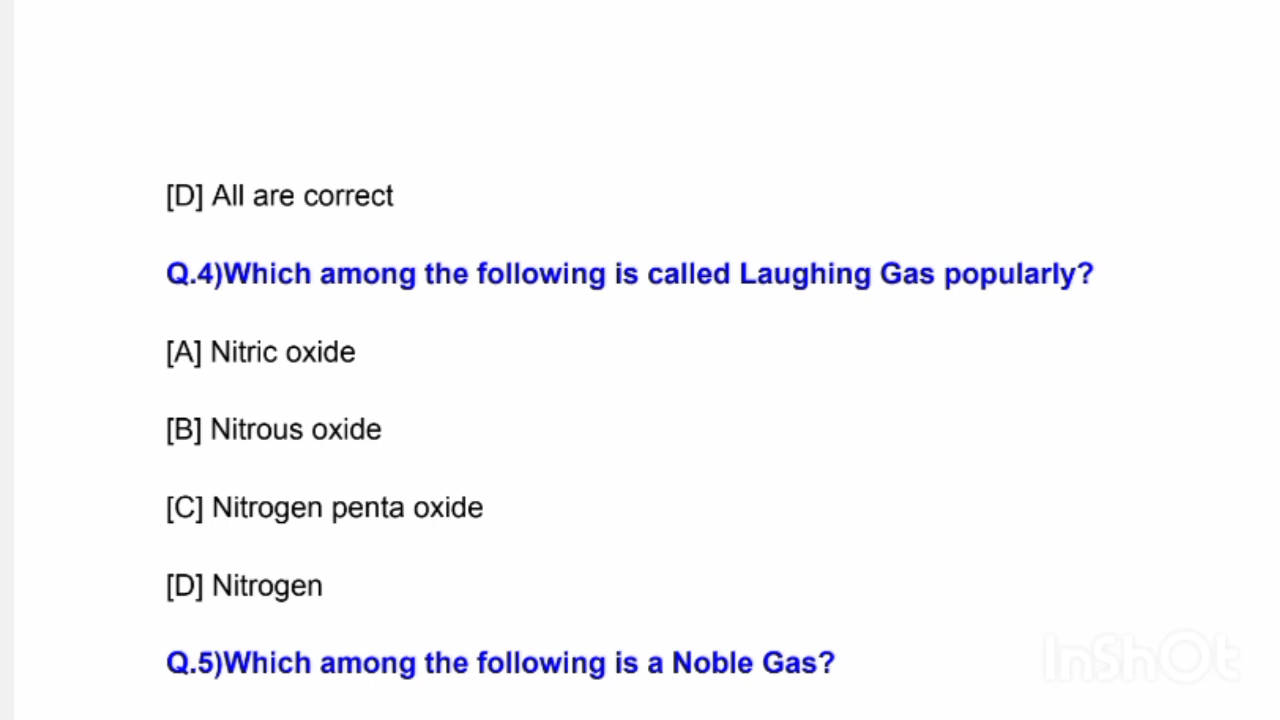 [D] All are correct
Q.4)Which among the following is called Laughing Gas popularly?
[A] Nitric oxide
[B] Nitrous oxide
[C] Nitrogen penta oxide
[D] Nitrogen
Q.5)Which among the following is a Noble Gas?
InShOt